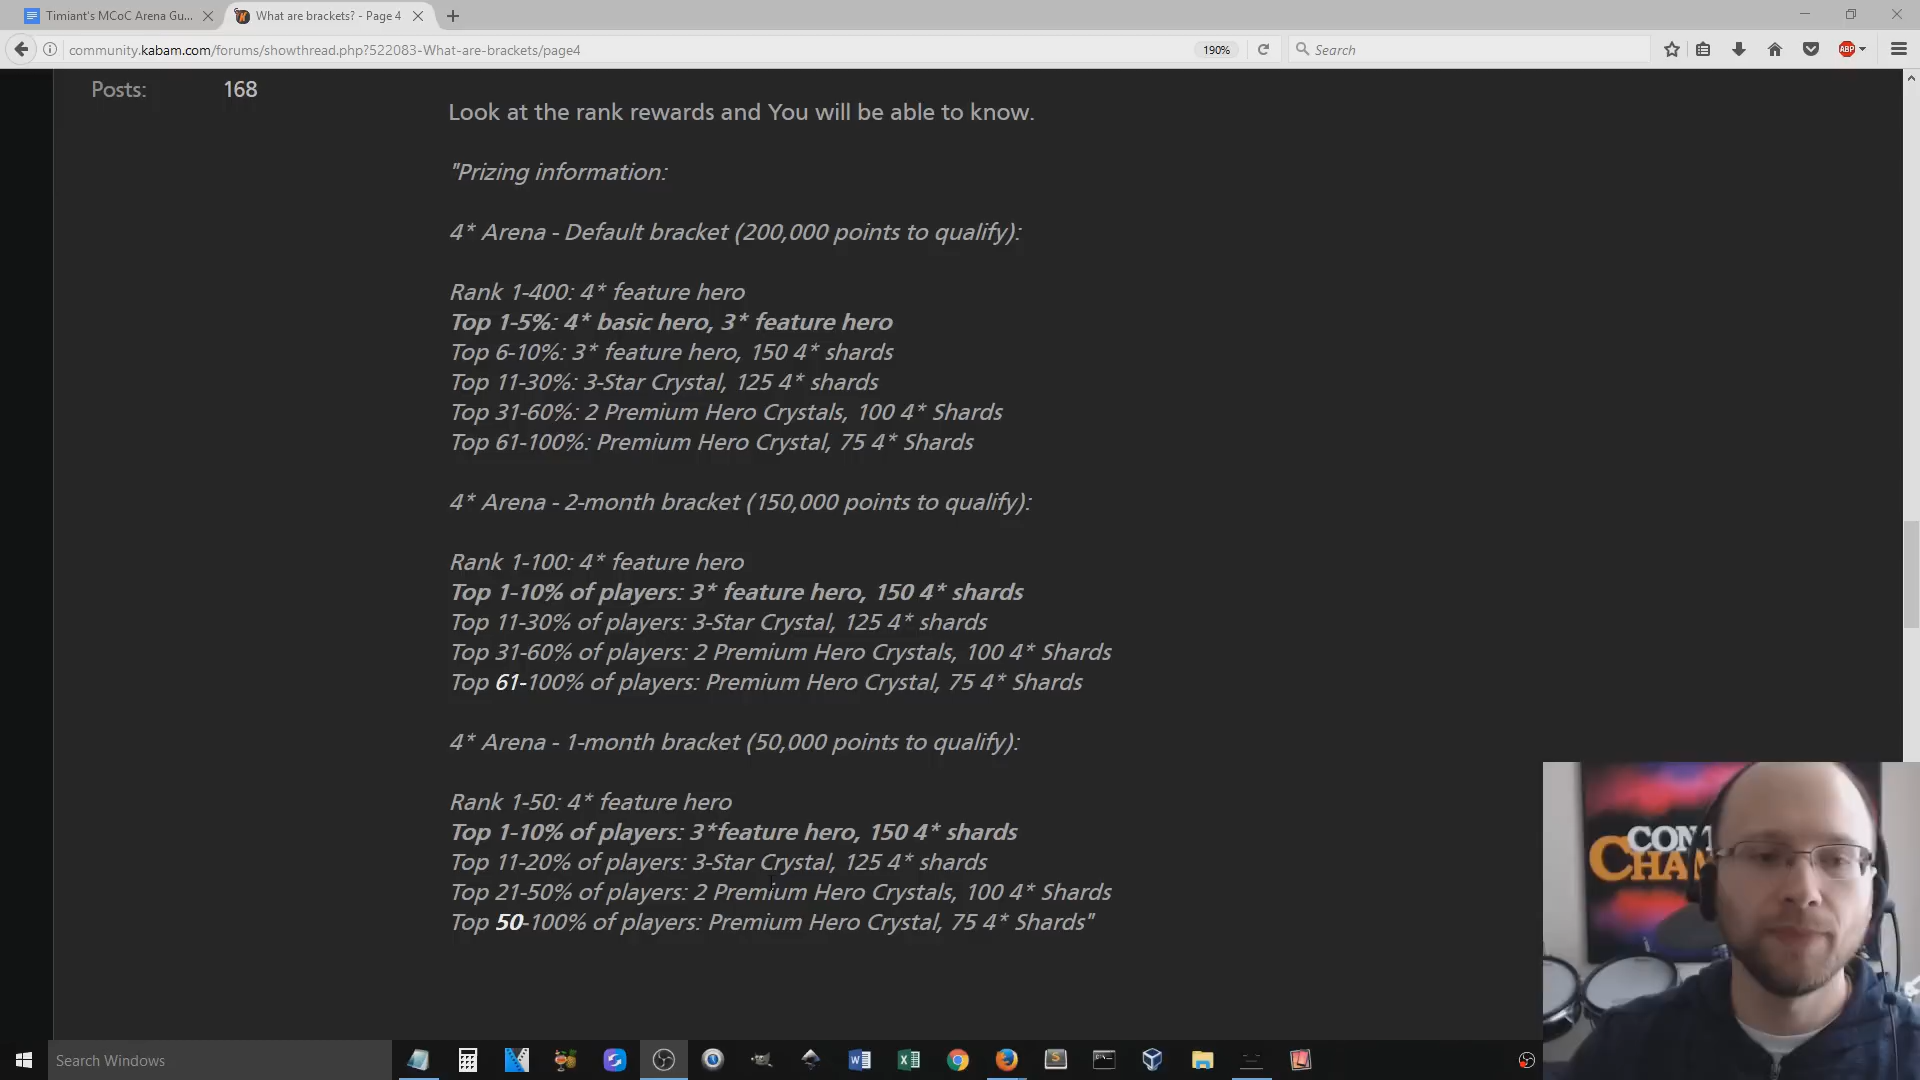 Timiant's MCoC Arena Gu...
What are brackets? - Page 4
community.kabam.com/forums/showthread.php?522083-What-are-brackets/page4
190%
Search
ABP
Posts: 168
Look at the rank rewards and You will be able to know.
"Prizing information:
4* Arena - Default bracket (200,000 points to qualify):
Rank 1-400: 4* feature hero
Top 1-5%: 4* basic hero, 3* feature hero
Top 6-10%: 3* feature hero, 150 4* shards
Top 11-30%: 3-Star Crystal, 125 4* shards
Top 31-60%: 2 Premium Hero Crystals, 100 4* Shards
Top 61-100%: Premium Hero Crystal, 75 4* Shards
4* Arena - 2-month bracket (150,000 points to qualify):
Rank 1-100: 4* feature hero
Top 1-10% of players: 3* feature hero, 150 4* shards
Top 11-30% of players: 3-Star Crystal, 125 4* shards
Top 31-60% of players: 2 Premium Hero Crystals, 100 4* Shards
Top 61-100% of players: Premium Hero Crystal, 75 4* Shards
4* Arena - 1-month bracket (50,000 points to qualify):
Rank 1-50: 4* feature hero
Top 1-10% of players: 3*feature hero, 150 4* shards
Top 11-20% of players: 3-Star Crystal, 125 4* shards
Top 21-50% of players: 2 Premium Hero Crystals, 100 4* Shards
Top 50-100% of players: Premium Hero Crystal, 75 4* Shards"
CON
CHAM
Search Windows